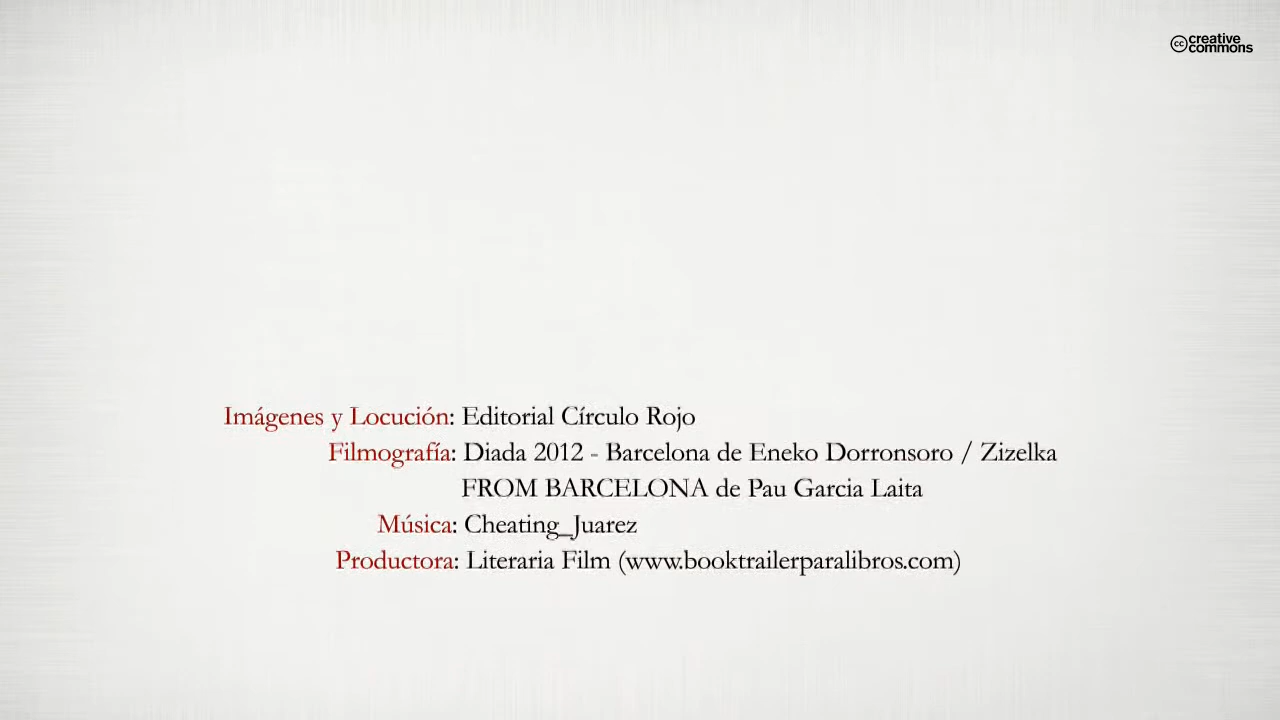 cc creative
commons
Imágenes y Locución: Editorial Círculo Rojo
Filmografía: Diada 2012 - Barcelona de Eneko Dorronsoro / Zizelka
FROM BARCELONA de Pau Garcia Laita
Música: Cheating_Juarez
Productora: Literaria Film (www.booktrailerparalibros.com)